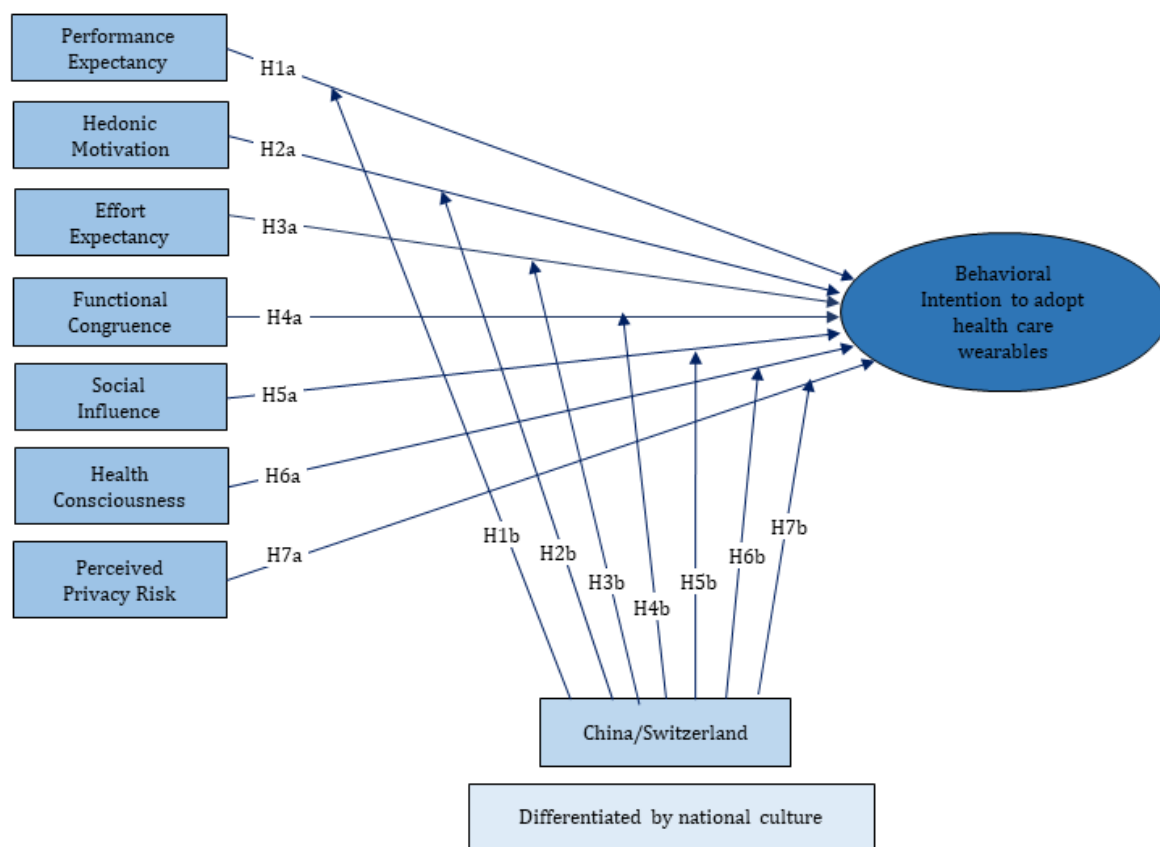 Performance
Expectancy
H1a
Hedonic
Motivation
H2a
Effort
Expectancy
H3a
Functional
Congruence
H4a
Social
Influence
H5a
Health
Consciousness
H6a
Perceived
Privacy Risk
H7a
Behavioral
Intention to adopt
health care
wearables
H1b
H2b
H3b
H4b
H5b
H6b
H7b
China/Switzerland
Differentiated by national culture